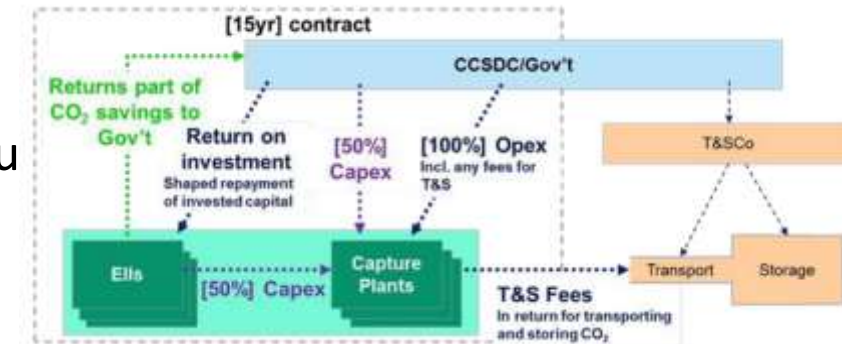 [15yr] contract
CCSDC/Gov't
Returns part of
CO₂ savings to
Gov't
u
Return on
investment
Shaped repayment
of invested capital
[50%]
Capex
[100%] Opex
Incl. any fees for
T&S
T&SCo
EIIs
[50%] Capex
Capture
Plants
T&S Fees
In return for transporting
and storing CO₂
Transport
Storage